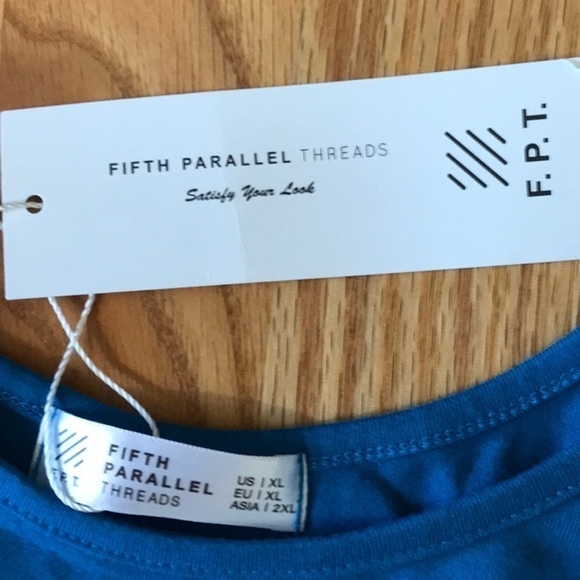 FIFTH PARALLEL THREADS
Satisfy Your Look
F. P. T.
FIFTH
PARALLEL
THREADS
F.P.T.
US | XL
EU | XL
ASIA | 2XL